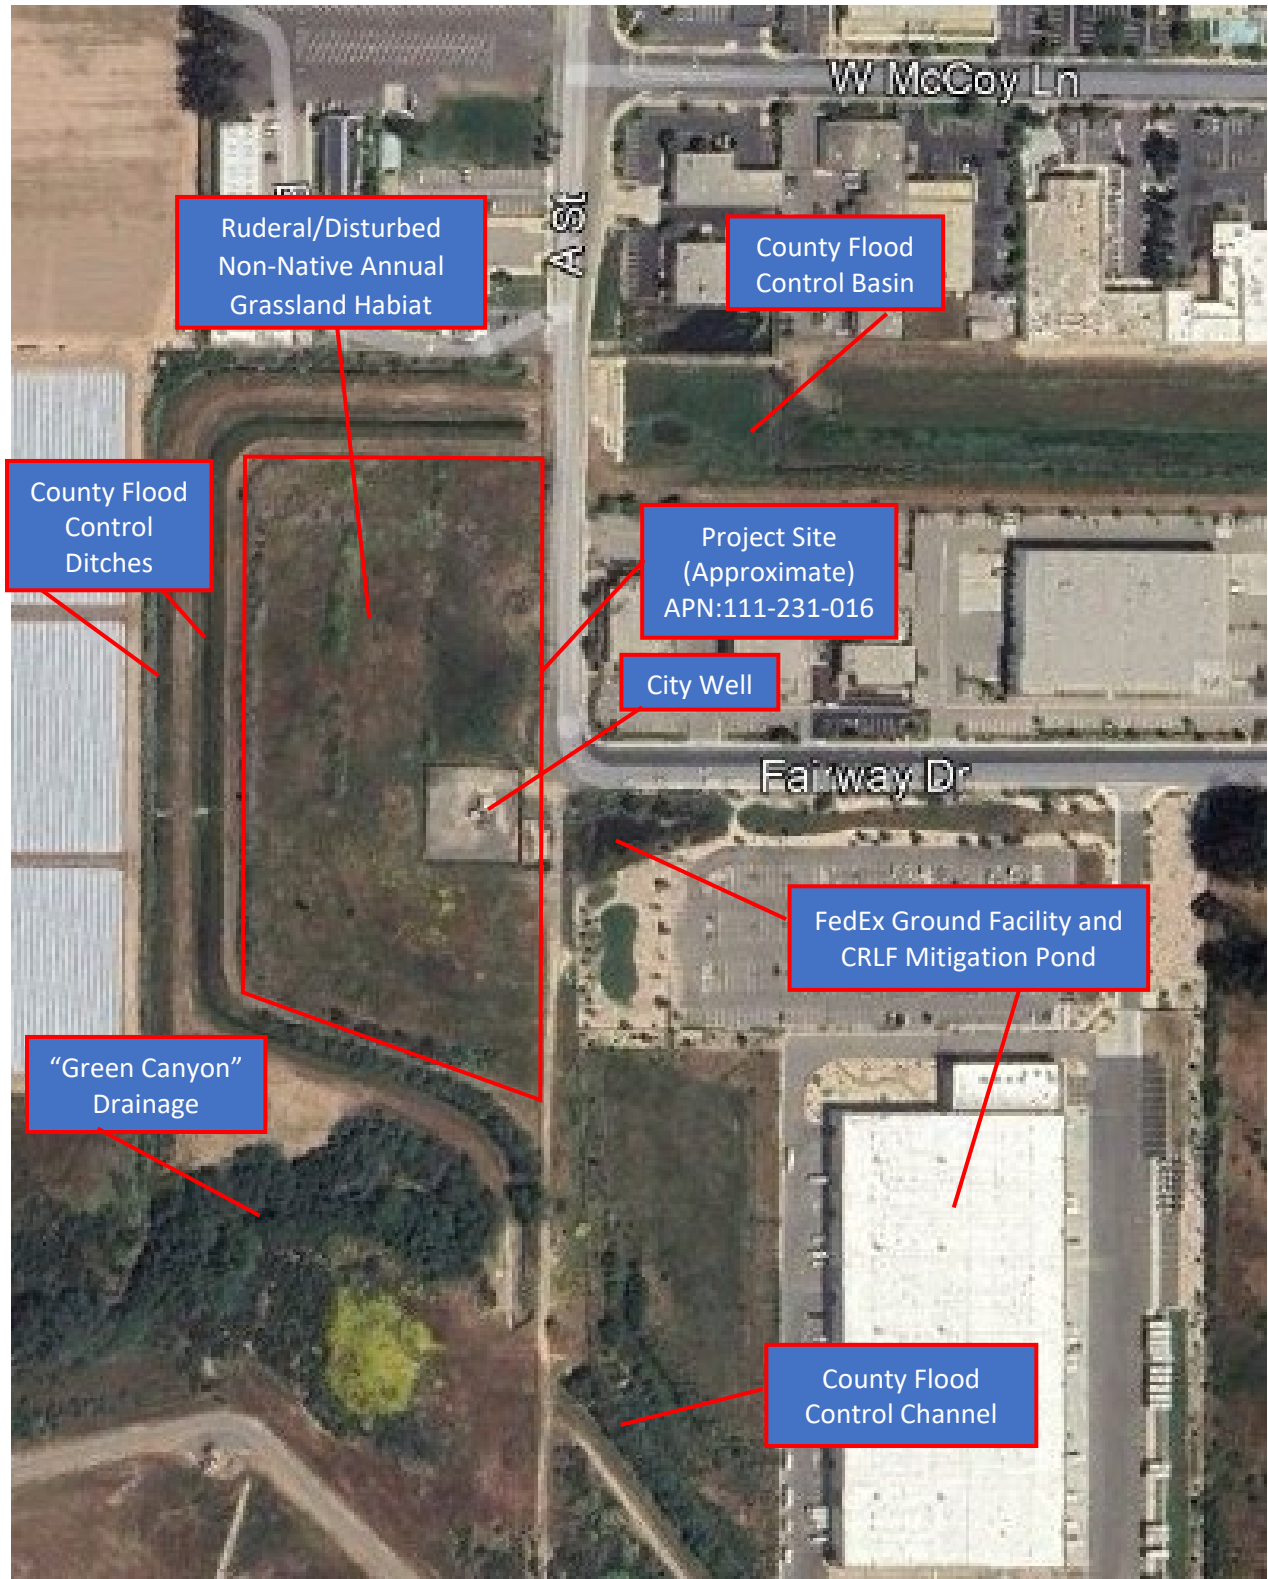 W McCoy Ln
A St
Ruderal/Disturbed
Non-Native Annual
Grassland Habiat
County Flood
Control Basin
County Flood
Control
Ditches
Project Site
(Approximate)
APN:111-231-016
City Well
Fairway Dr
FedEx Ground Facility and
CRLF Mitigation Pond
“Green Canyon”
Drainage
County Flood
Control Channel